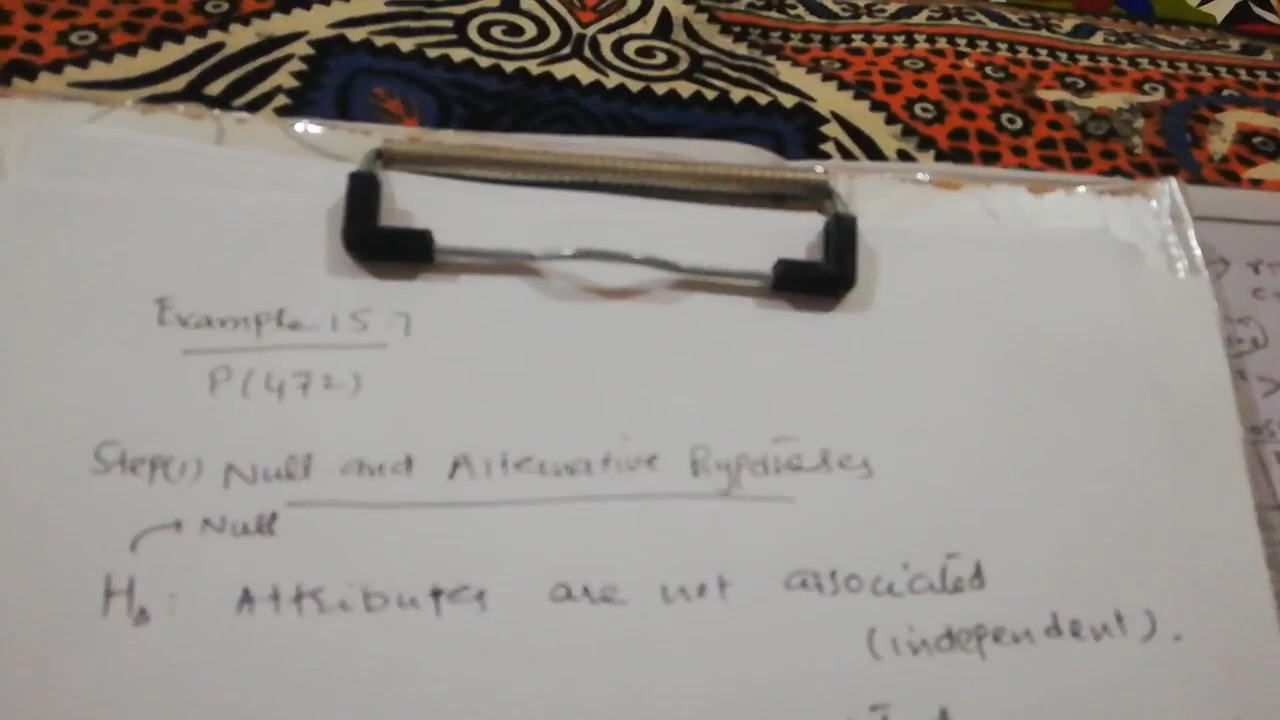 Example 15.7
P(472)
Step(1) Null and Alternative Hypotheses
→ Null
H₀: Attributes are not associated
(independent).